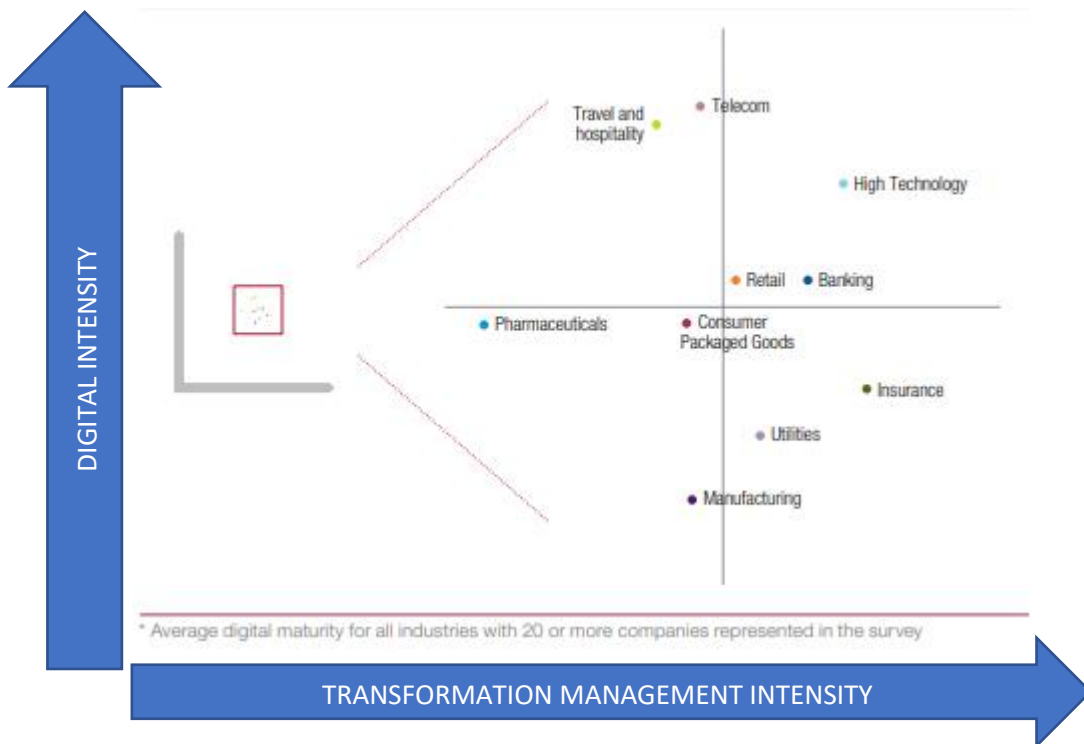 DIGITAL INTENSITY
Travel and
hospitality
Telecom
High Technology
Retail
Banking
Pharmaceuticals
Consumer
Packaged Goods
Insurance
Utilities
Manufacturing
* Average digital maturity for all industries with 20 or more companies represented in the survey
TRANSFORMATION MANAGEMENT INTENSITY